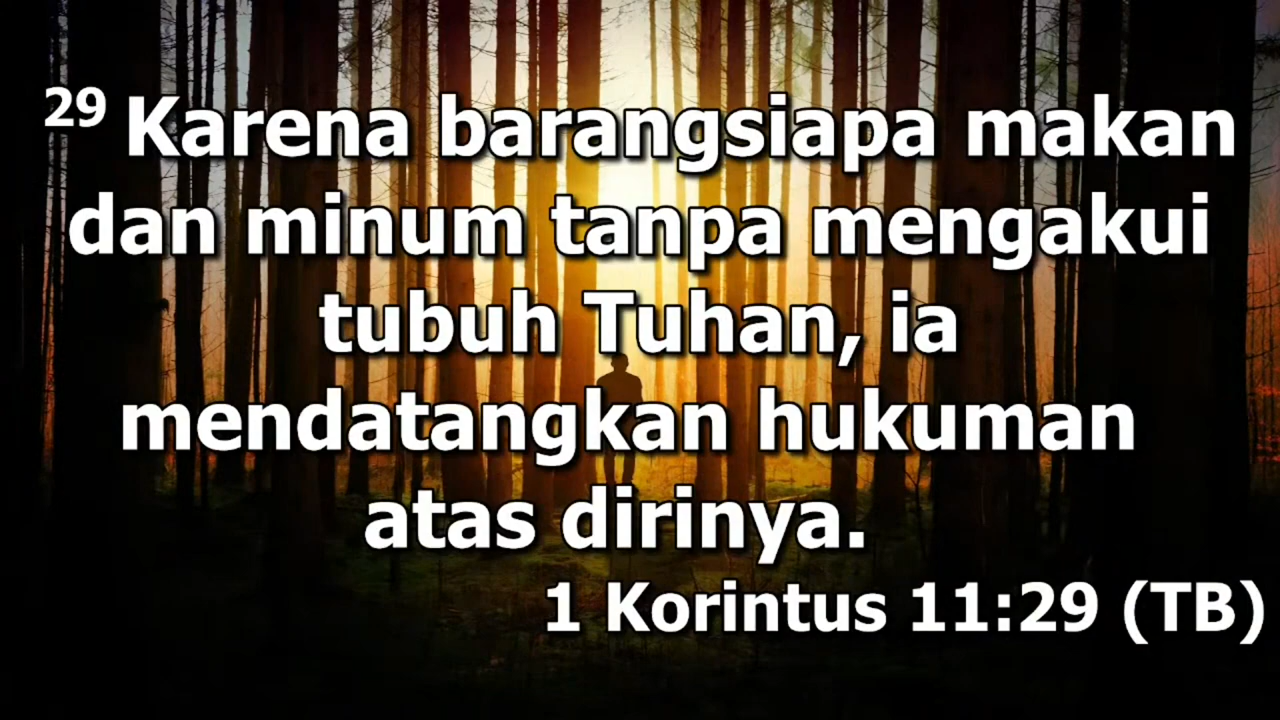 29 Karena barangsiapa makan
dan minum tanpa mengakui
tubuh Tuhan, ia
mendatangkan hukuman
atas dirinya.
1 Korintus 11:29 (TB)